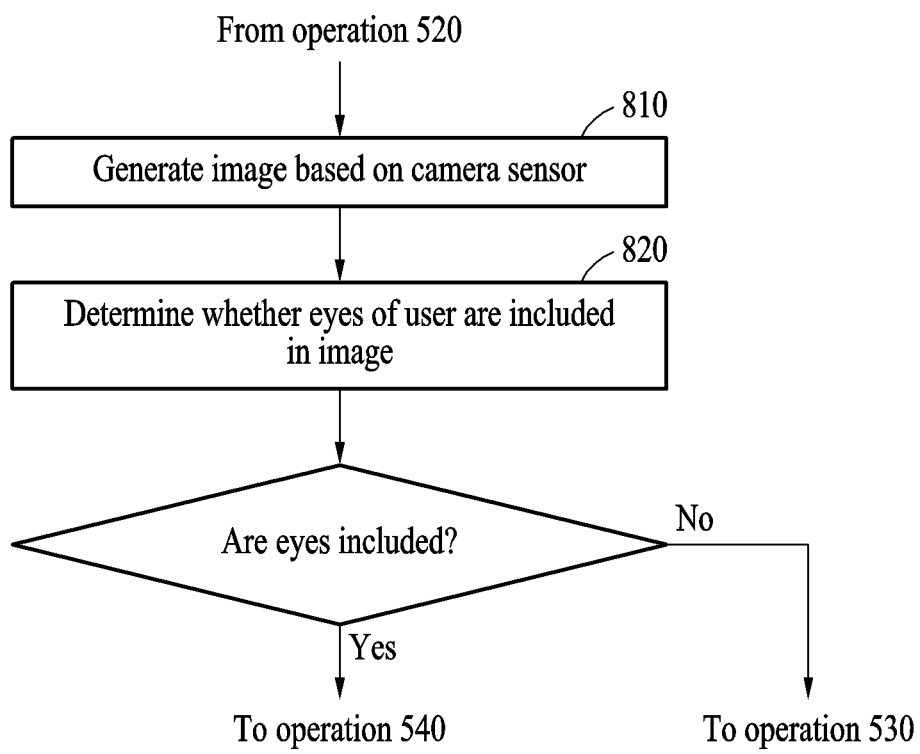 From operation 520
810
Generate image based on camera sensor
820
Determine whether eyes of user are included
in image
Are eyes included?
No
Yes
To operation 540
To operation 530